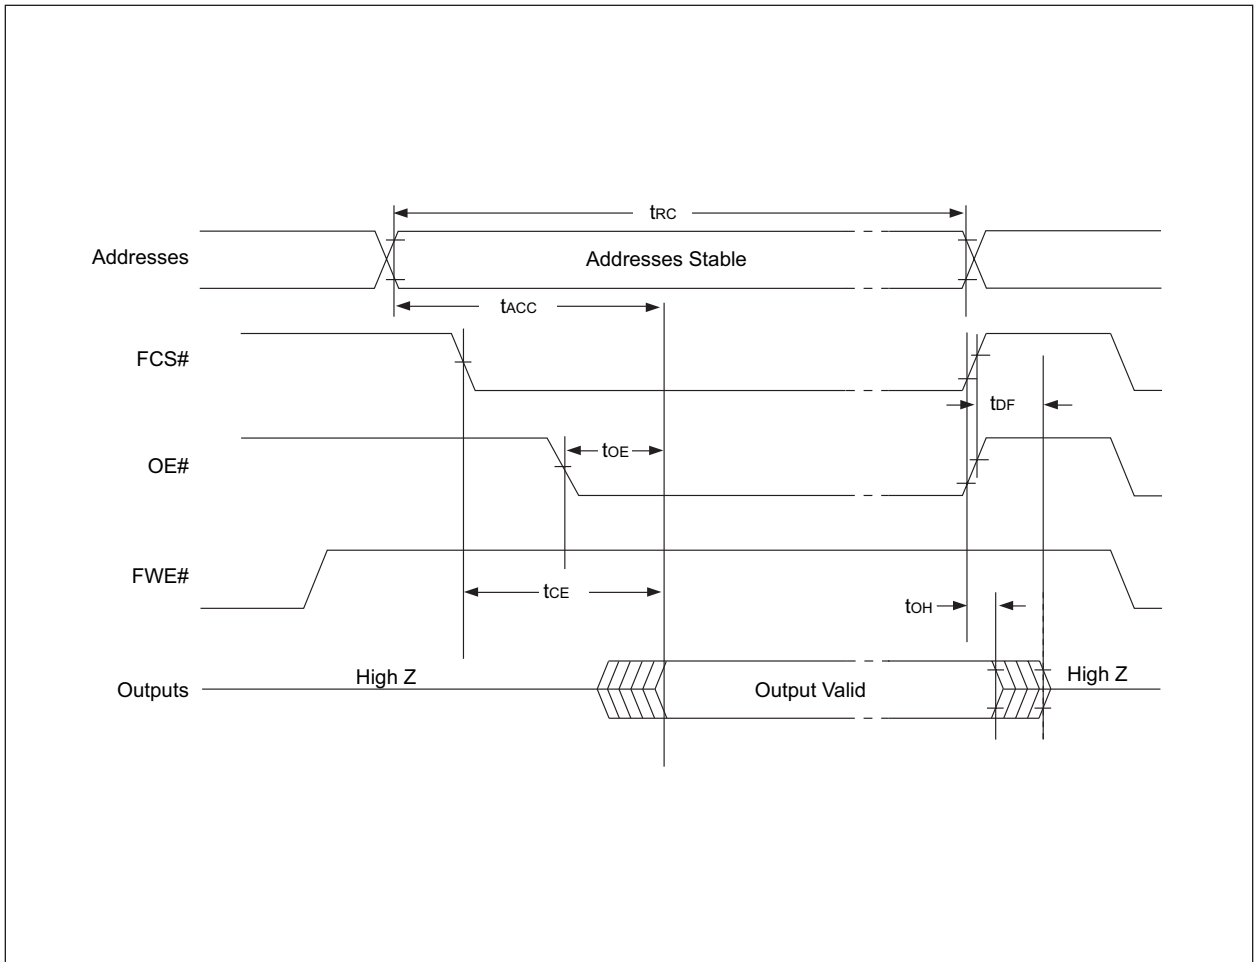 tRC
Addresses
Addresses Stable
tACC
FCS#
tDF
OE#
tOE
FWE#
tCE
tOH
Outputs
High Z
Output Valid
High Z